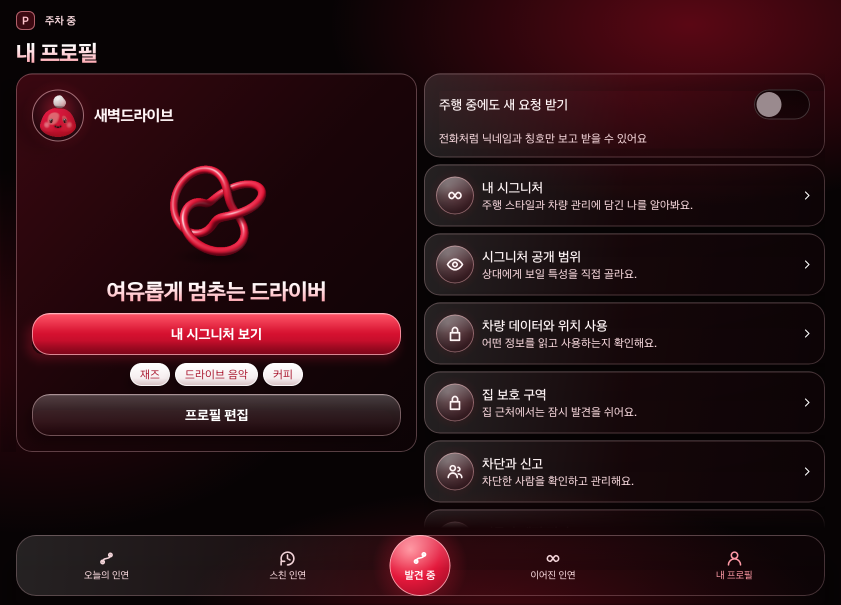 P 주차 중
내 프로필
새벽드라이브
여유롭게 멈추는 드라이버
내 시그니처 보기
재즈 드라이브 음악 커피
프로필 편집
주행 중에도 새 요청 받기
전화처럼 닉네임과 칭호만 보고 받을 수 있어요
내 시그니처
주행 스타일과 차량 관리에 담긴 나를 알아봐요.
시그니처 공개 범위
상대에게 보일 특성을 직접 골라요.
차량 데이터와 위치 사용
어떤 정보를 읽고 사용하는지 확인해요.
집 보호 구역
집 근처에서는 잠시 발견을 쉬어요.
차단과 신고
차단한 사람을 확인하고 관리해요.
오늘의 인연
스친 인연
발견 중
이어진 인연
내 프로필